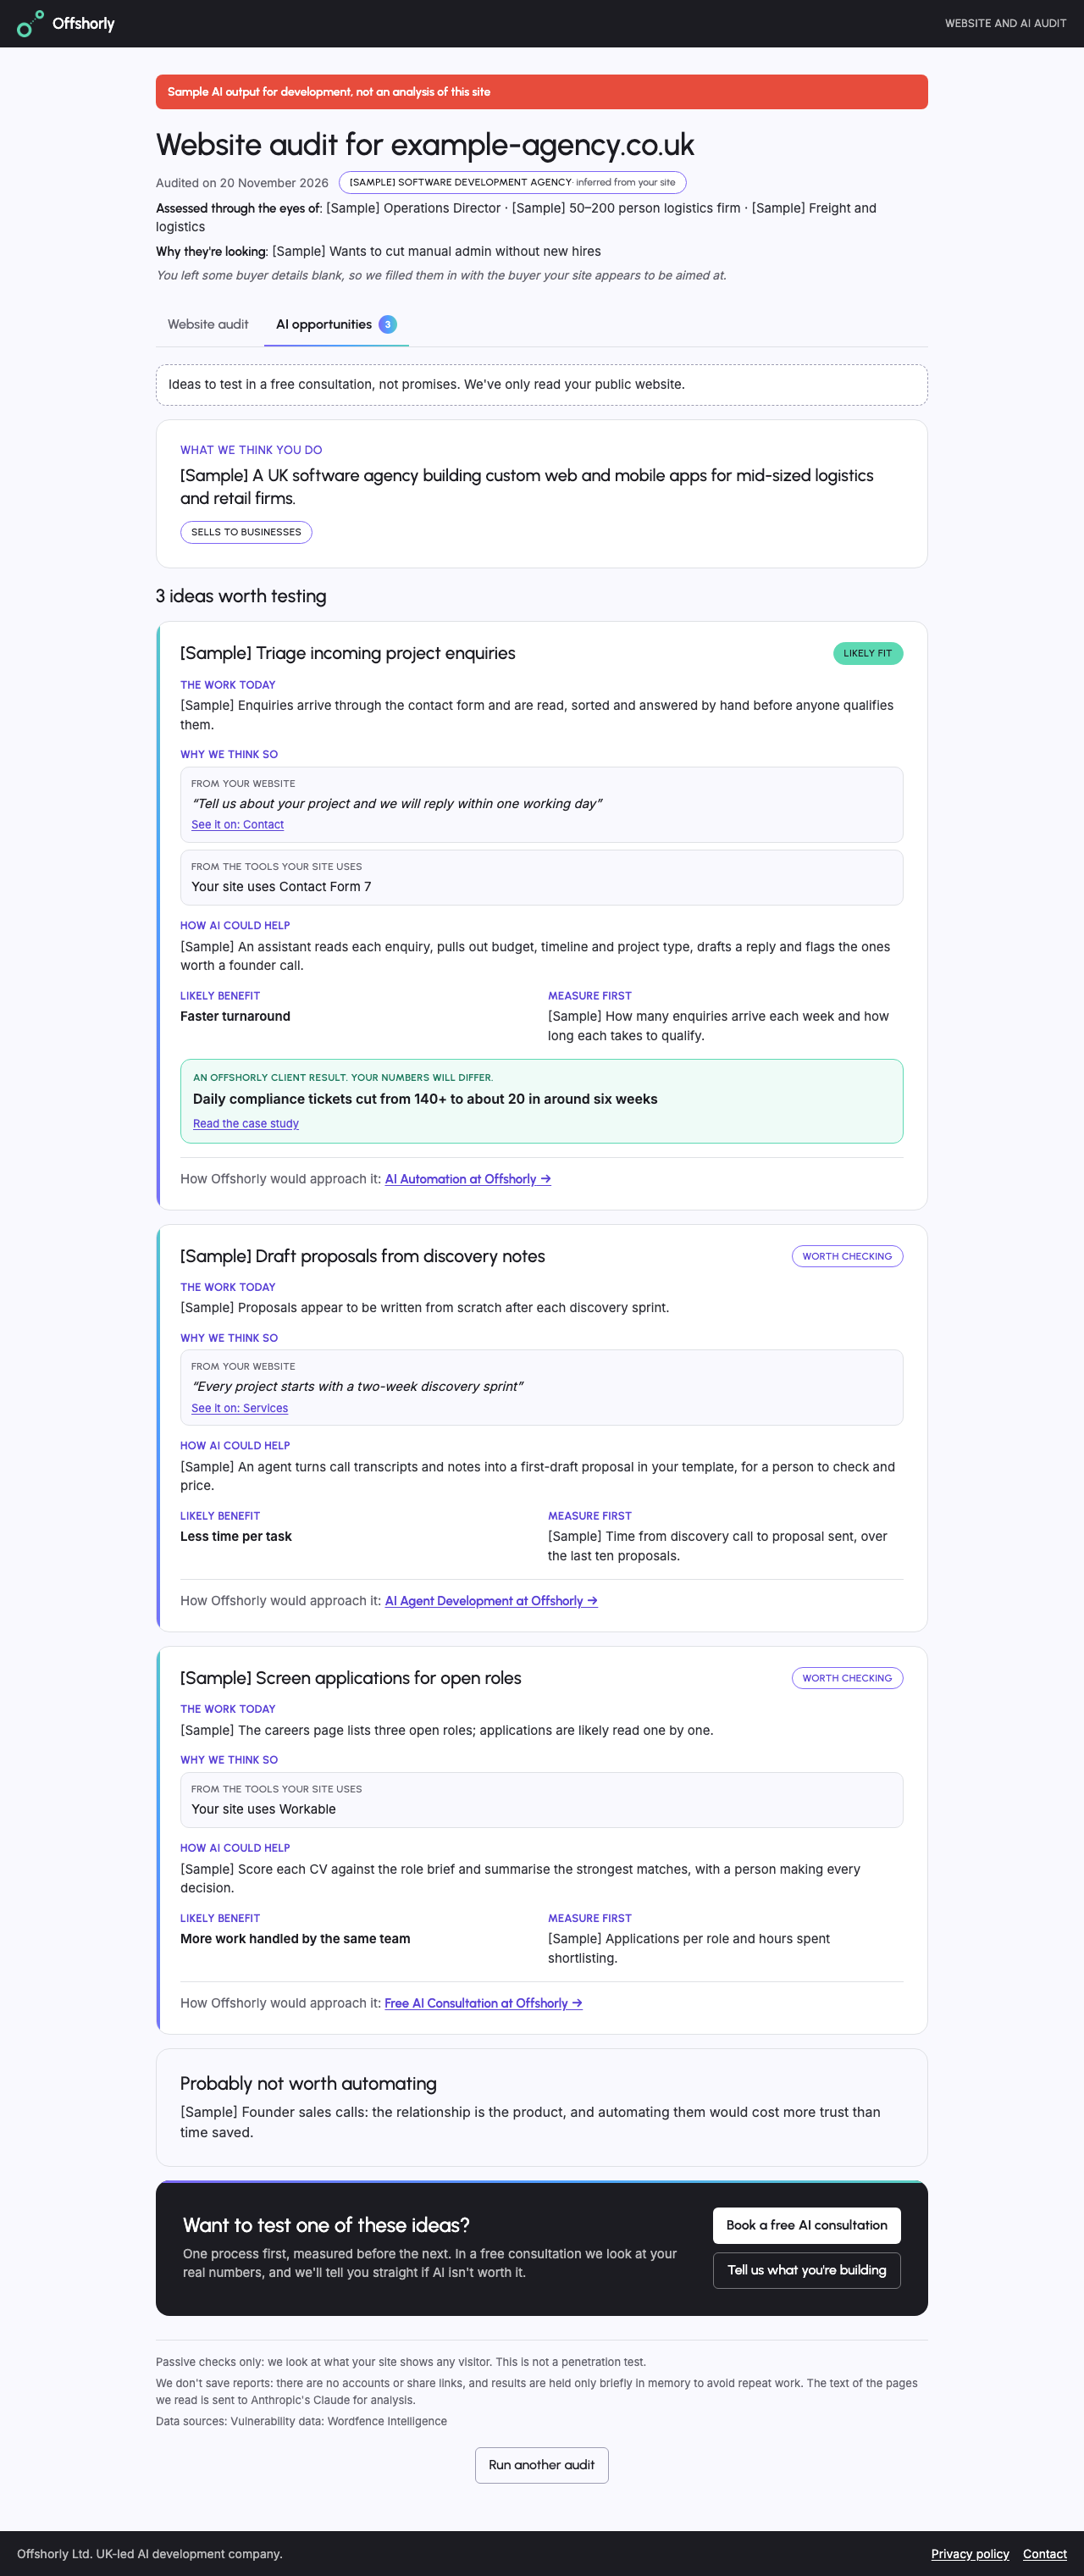 Offshorly
WEBSITE AND AI AUDIT
Sample AI output for development, not an analysis of this site
Website audit for example-agency.co.uk
Audited on 20 November 2026
[SAMPLE] SOFTWARE DEVELOPMENT AGENCY· inferred from your site
Assessed through the eyes of: [Sample] Operations Director · [Sample] 50–200 person logistics firm · [Sample] Freight and
logistics
Why they're looking: [Sample] Wants to cut manual admin without new hires
You left some buyer details blank, so we filled them in with the buyer your site appears to be aimed at.
Website audit
AI opportunities 3
Ideas to test in a free consultation, not promises. We've only read your public website.
WHAT WE THINK YOU DO
[Sample] A UK software agency building custom web and mobile apps for mid-sized logistics
and retail firms.
SELLS TO BUSINESSES
3 ideas worth testing
[Sample] Triage incoming project enquiries
LIKELY FIT
THE WORK TODAY
[Sample] Enquiries arrive through the contact form and are read, sorted and answered by hand before anyone qualifies
them.
WHY WE THINK SO
FROM YOUR WEBSITE
“Tell us about your project and we will reply within one working day”
See it on: Contact
FROM THE TOOLS YOUR SITE USES
Your site uses Contact Form 7
HOW AI COULD HELP
[Sample] An assistant reads each enquiry, pulls out budget, timeline and project type, drafts a reply and flags the ones
worth a founder call.
LIKELY BENEFIT
Faster turnaround
MEASURE FIRST
[Sample] How many enquiries arrive each week and how
long each takes to qualify.
AN OFFSHORLY CLIENT RESULT. YOUR NUMBERS WILL DIFFER.
Daily compliance tickets cut from 140+ to about 20 in around six weeks
Read the case study
How Offshorly would approach it: AI Automation at Offshorly →
[Sample] Draft proposals from discovery notes
WORTH CHECKING
THE WORK TODAY
[Sample] Proposals appear to be written from scratch after each discovery sprint.
WHY WE THINK SO
FROM YOUR WEBSITE
“Every project starts with a two-week discovery sprint”
See it on: Services
HOW AI COULD HELP
[Sample] An agent turns call transcripts and notes into a first-draft proposal in your template, for a person to check and
price.
LIKELY BENEFIT
Less time per task
MEASURE FIRST
[Sample] Time from discovery call to proposal sent, over
the last ten proposals.
How Offshorly would approach it: AI Agent Development at Offshorly →
[Sample] Screen applications for open roles
WORTH CHECKING
THE WORK TODAY
[Sample] The careers page lists three open roles; applications are likely read one by one.
WHY WE THINK SO
FROM THE TOOLS YOUR SITE USES
Your site uses Workable
HOW AI COULD HELP
[Sample] Score each CV against the role brief and summarise the strongest matches, with a person making every
decision.
LIKELY BENEFIT
More work handled by the same team
MEASURE FIRST
[Sample] Applications per role and hours spent
shortlisting.
How Offshorly would approach it: Free AI Consultation at Offshorly →
Probably not worth automating
[Sample] Founder sales calls: the relationship is the product, and automating them would cost more trust than
time saved.
Want to test one of these ideas?
One process first, measured before the next. In a free consultation we look at your
real numbers, and we'll tell you straight if AI isn't worth it.
Book a free AI consultation
Tell us what you're building
Passive checks only: we look at what your site shows any visitor. This is not a penetration test.
We don't save reports: there are no accounts or share links, and results are held only briefly in memory to avoid repeat work. The text of the pages
we read is sent to Anthropic's Claude for analysis.
Data sources: Vulnerability data: Wordfence Intelligence
Run another audit
Offshorly Ltd. UK-led AI development company.
Privacy policy
Contact